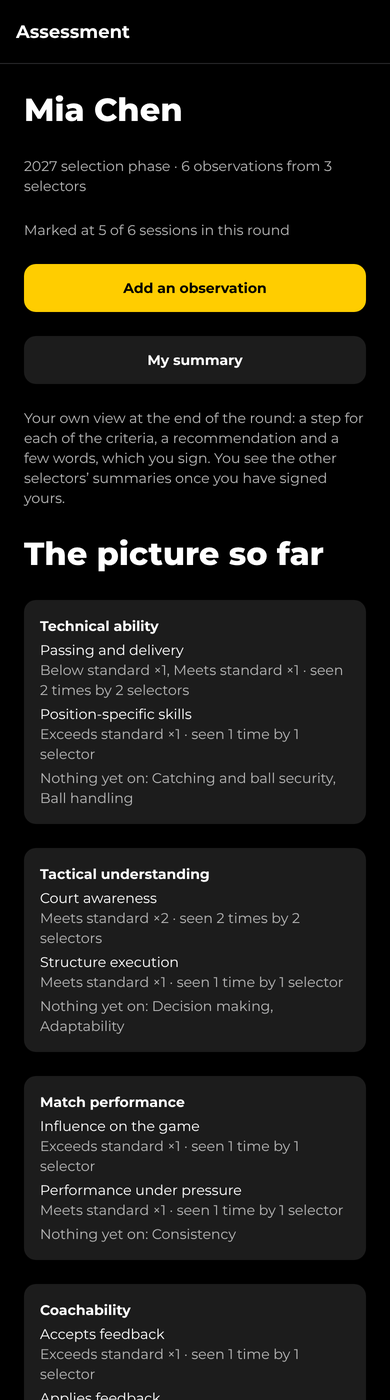 Assessment
Mia Chen
2027 selection phase · 6 observations from 3
selectors
Marked at 5 of 6 sessions in this round
Add an observation
My summary
Your own view at the end of the round: a step for
each of the criteria, a recommendation and a
few words, which you sign. You see the other
selectors’ summaries once you have signed
yours.
The picture so far
Technical ability
Passing and delivery
Below standard ×1, Meets standard ×1 · seen
2 times by 2 selectors
Position-specific skills
Exceeds standard ×1 · seen 1 time by 1
selector
Nothing yet on: Catching and ball security,
Ball handling
Tactical understanding
Court awareness
Meets standard ×2 · seen 2 times by 2
selectors
Structure execution
Meets standard ×1 · seen 1 time by 1 selector
Nothing yet on: Decision making,
Adaptability
Match performance
Influence on the game
Exceeds standard ×1 · seen 1 time by 1
selector
Performance under pressure
Meets standard ×1 · seen 1 time by 1 selector
Nothing yet on: Consistency
Coachability
Accepts feedback
Exceeds standard ×1 · seen 1 time by 1
selector
Applies feedback